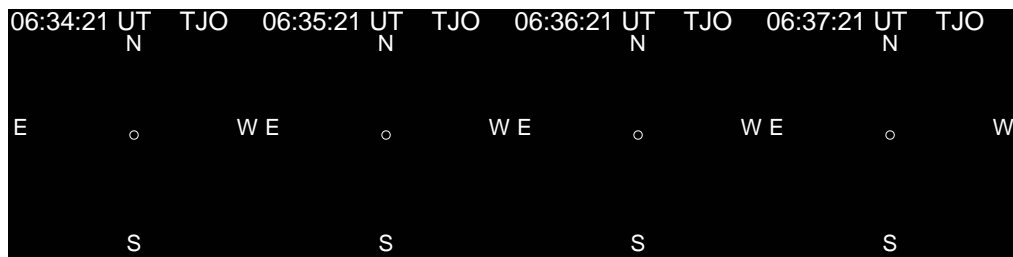 06:34:21 UT TJO 06:35:21 UT TJO 06:36:21 UT TJO 06:37:21 UT TJO
N N N N
E W E W E W E W
S S S S